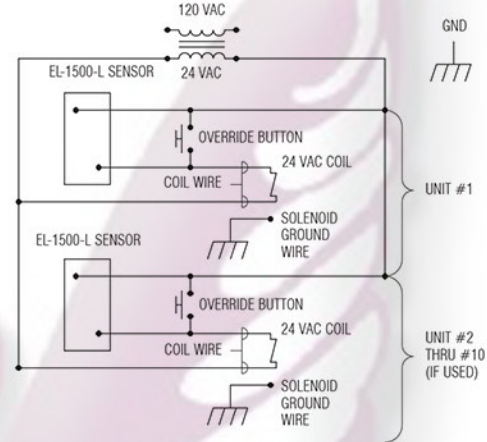 120 VAC
GND
24 VAC
EL-1500-L SENSOR
OVERRIDE BUTTON
24 VAC COIL
COIL WIRE
UNIT #1
SOLENOID
GROUND
WIRE
EL-1500-L SENSOR
OVERRIDE BUTTON
24 VAC COIL
COIL WIRE
UNIT #2
THRU #10
(IF USED)
SOLENOID
GROUND
WIRE